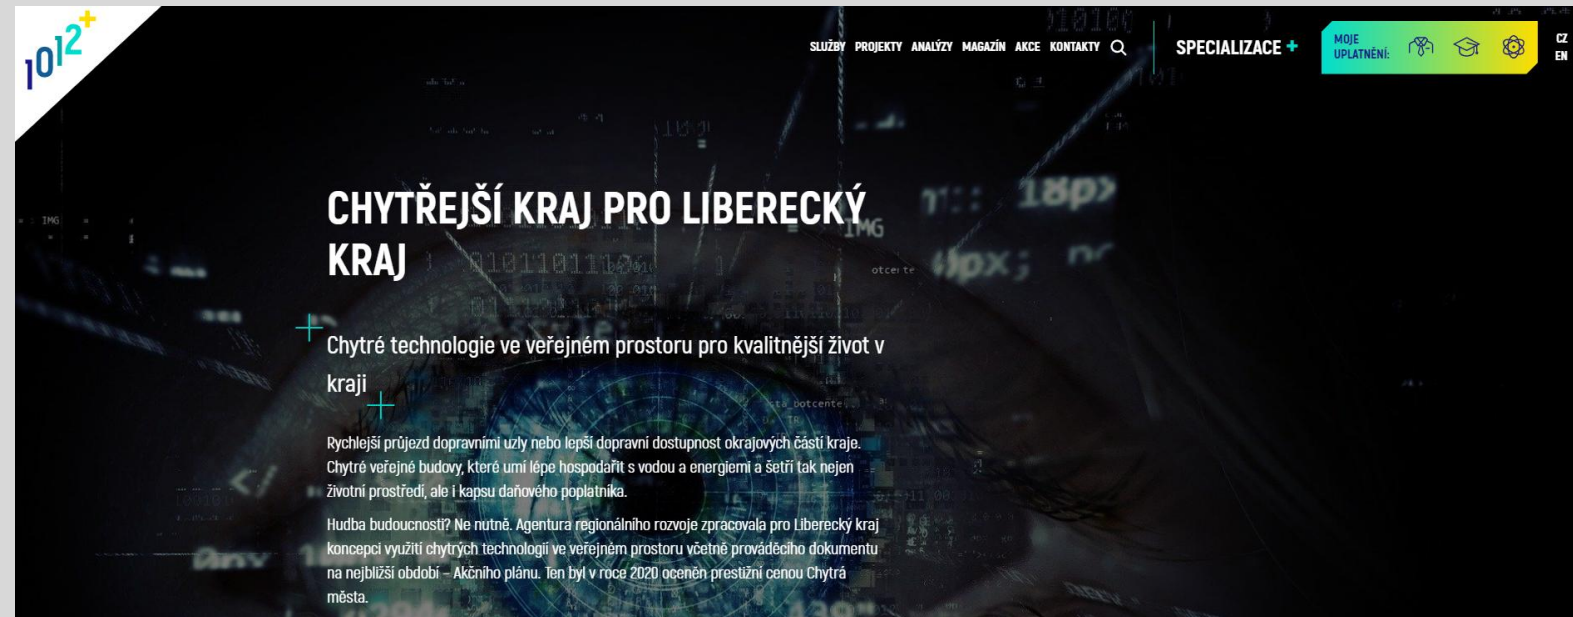 1012+
SLUŽBY PROJEKTY ANALÝZY MAGAZÍN AKCE KONTAKTY
SPECIALIZACE +
MOJE
UPLATNĚNÍ:
CZ
EN
CHYTŘEJŠÍ KRAJ PRO LIBERECKÝ
KRAJ
Chytré technologie ve veřejném prostoru pro kvalitnější život v
kraji
Rychlejší průjezd dopravními uzly nebo lepší dopravní dostupnost okrajových částí kraje.
Chytré veřejné budovy, které umí lépe hospodařit s vodou a energiemi a šetří tak nejen
životní prostředí, ale i kapsu daňového poplatníka.
Hudba budoucnosti? Ne nutně. Agentura regionálního rozvoje zpracovala pro Liberecký kraj
koncepci využití chytrých technologií ve veřejném prostoru včetně prováděcího dokumentu
na nejbližší období – Akčního plánu. Ten byl v roce 2020 oceněn prestižní cenou Chytrá
města.
IMG
IMG
18px